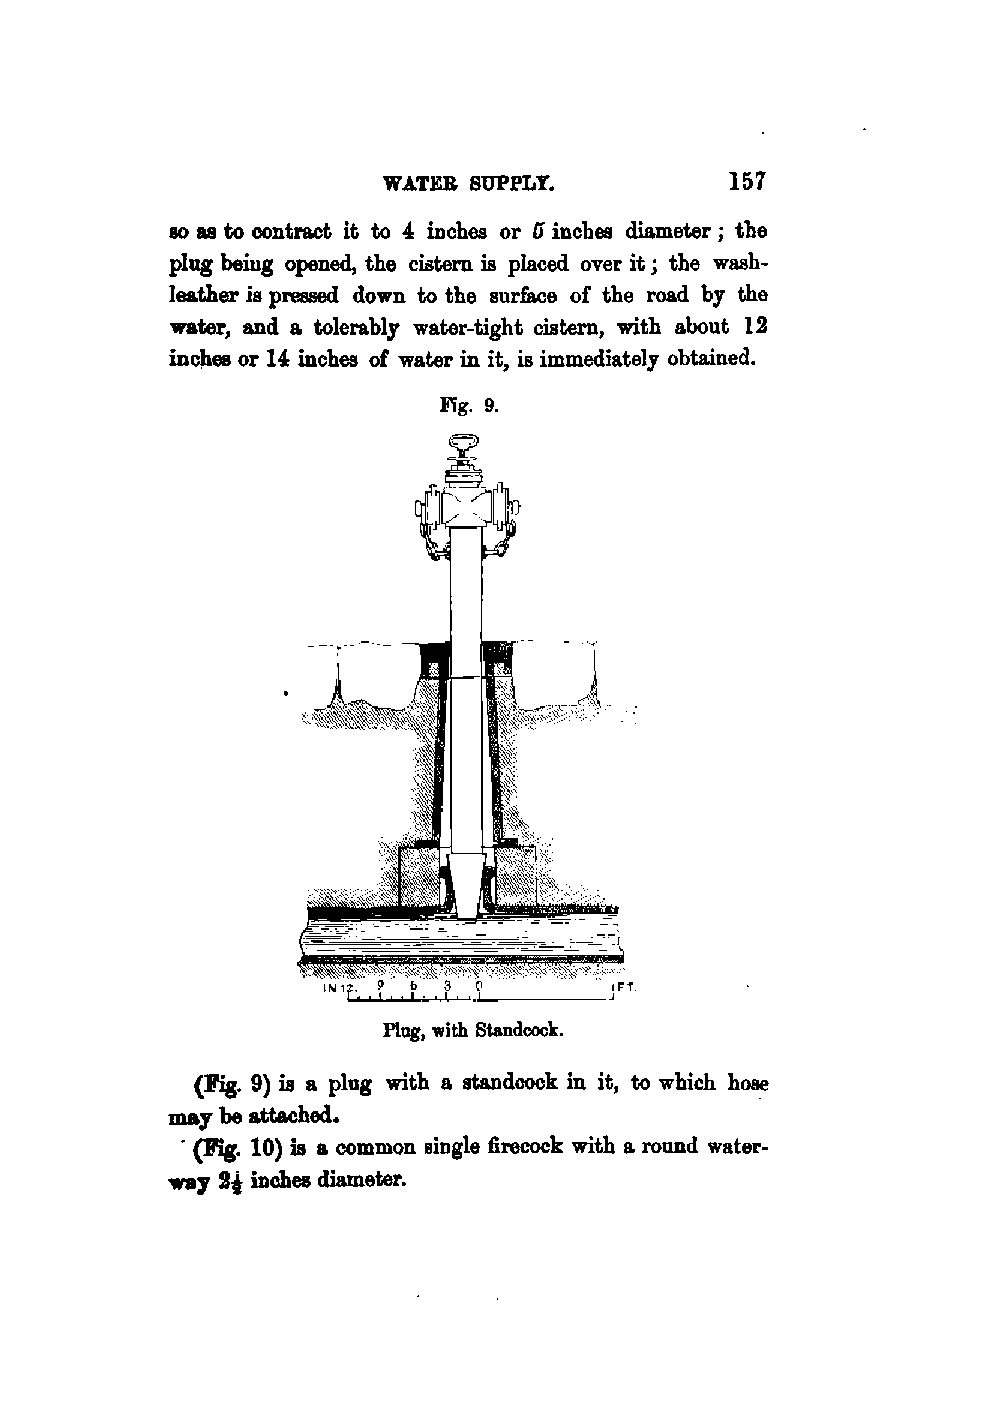 WATER SUPPLY. 157
so as to contract it to 4 inches or 5 inches diameter; the
plug being opened, the cistern is placed over it; the wash-
leather is pressed down to the surface of the road by the
water, and a tolerably water-tight cistern, with about 12
inches or 14 inches of water in it, is immediately obtained.
Fig. 9.
IN 12. 9 6 3 0 1 FT.
Plug, with Standcock.
(Fig. 9) is a plug with a standcock in it, to which hose
may be attached.
(Fig. 10) is a common single firecock with a round water-
way 2½ inches diameter.